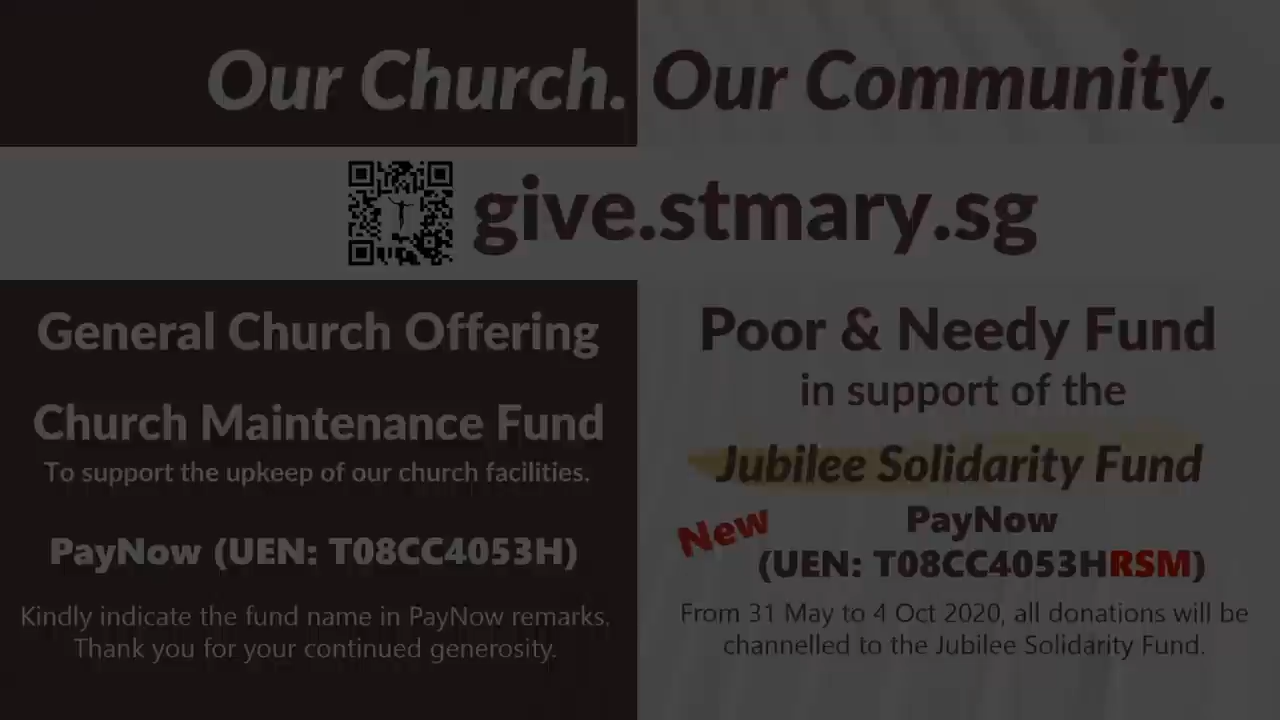 Our Church. Our Community.
give.stmary.sg
General Church Offering
Church Maintenance Fund
To support the upkeep of our church facilities.
PayNow (UEN: T08CC4053H)
Kindly indicate the fund name in PayNow remarks.
Thank you for your continued generosity.
Poor & Needy Fund
in support of the
Jubilee Solidarity Fund
New
PayNow
(UEN: T08CC4053HRSM)
From 31 May to 4 Oct 2020, all donations will be
channelled to the Jubilee Solidarity Fund.